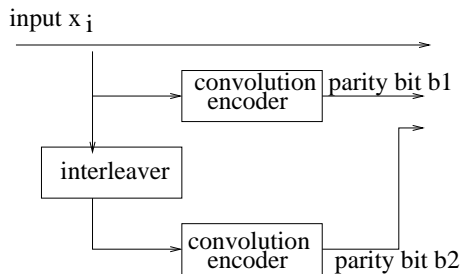 input x i
convolution
encoder
parity bit b1
interleaver
convolution
encoder
parity bit b2